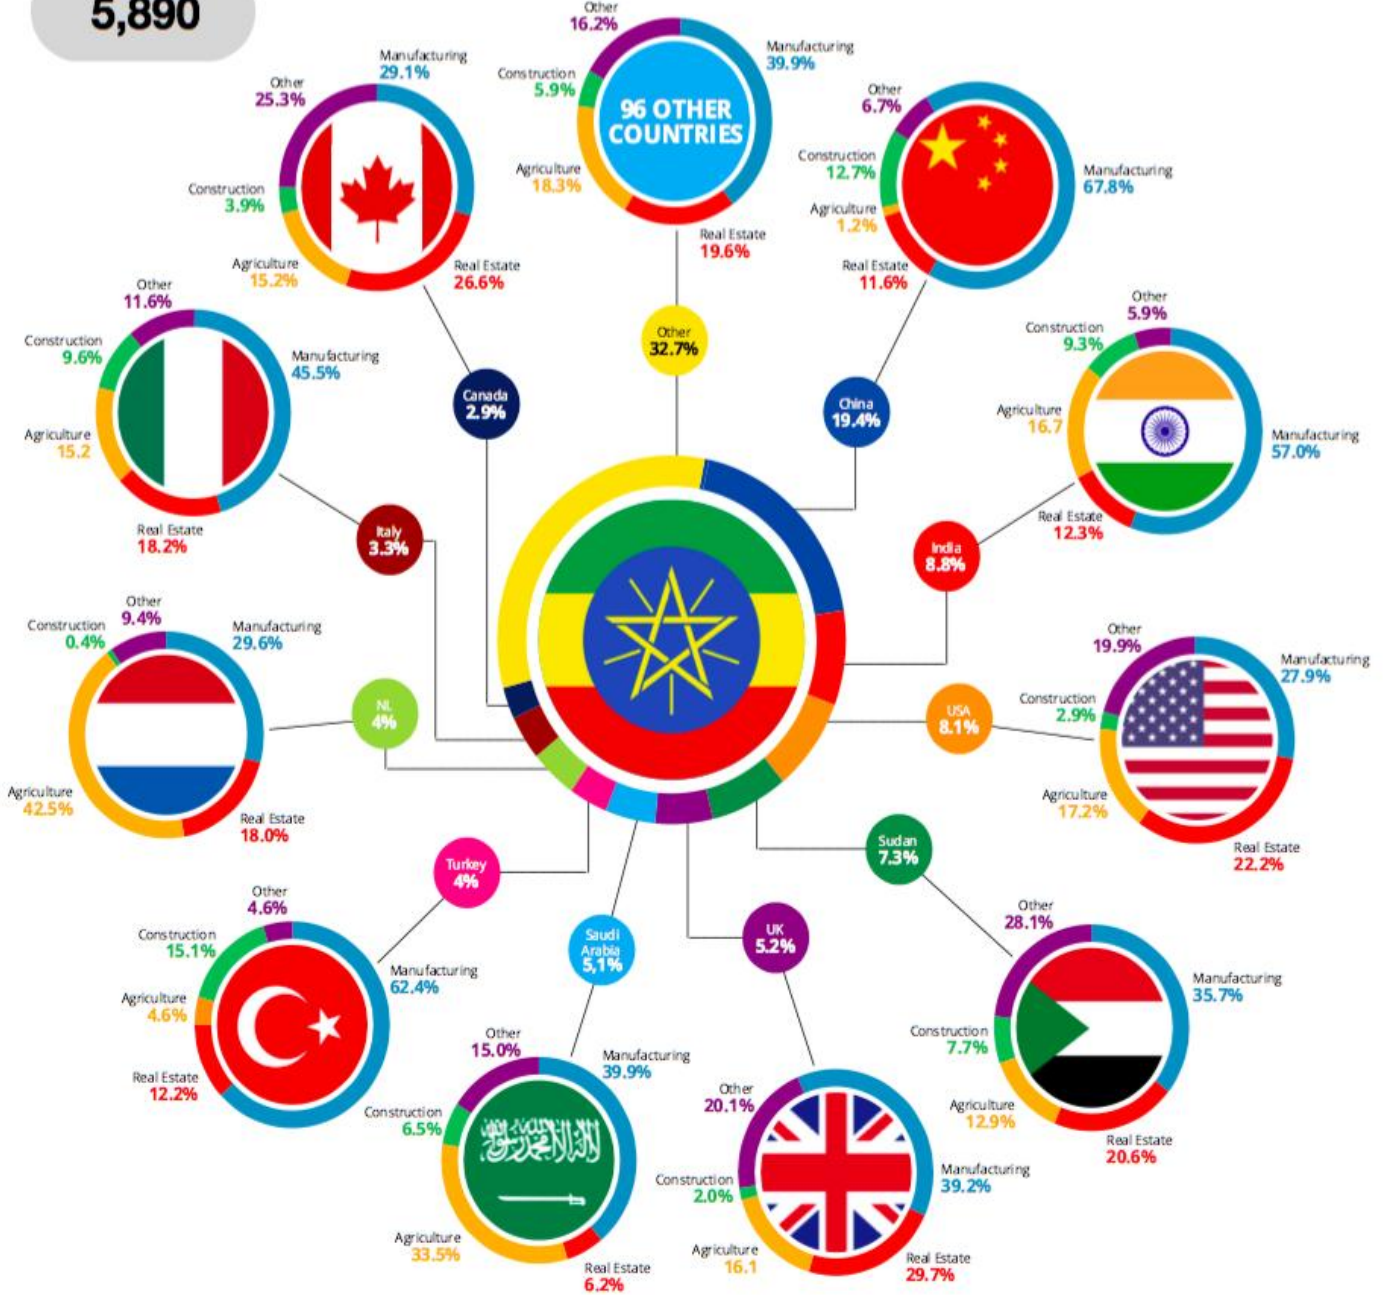 5,890
Other
16.2%
Manufacturing
39.9%
Construction
5.9%
96 OTHER
COUNTRIES
Agriculture
18.3%
Real Estate
19.6%
Other
32.7%
Manufacturing
29.1%
Other
25.3%
Construction
3.9%
Agriculture
15.2%
Real Estate
26.6%
Canada
2.9%
Other
6.7%
Construction
12.7%
Manufacturing
67.8%
Agriculture
1.2%
Real Estate
11.6%
China
19.4%
Other
11.6%
Construction
9.6%
Manufacturing
45.5%
Agriculture
15.2
Real Estate
18.2%
Italy
3.3%
Other
5.9%
Construction
9.3%
Agriculture
16.7
Manufacturing
57.0%
Real Estate
12.3%
India
8.8%
Other
9.4%
Construction
0.4%
Manufacturing
29.6%
Agriculture
42.5%
Real Estate
18.0%
NL
4%
Other
19.9%
Manufacturing
27.9%
Construction
2.9%
Agriculture
17.2%
Real Estate
22.2%
USA
8.1%
Turkey
4%
Other
4.6%
Construction
15.1%
Manufacturing
62.4%
Agriculture
4.6%
Real Estate
12.2%
Sudan
7.3%
Other
28.1%
Manufacturing
35.7%
Construction
7.7%
Agriculture
12.9%
Real Estate
20.6%
Saudi
Arabia
5,1%
Other
15.0%
Manufacturing
39.9%
Construction
6.5%
لا إله إلا الله محمد رسول الله
Agriculture
33.5%
Real Estate
6.2%
UK
5.2%
Other
20.1%
Construction
2.0%
Manufacturing
39.2%
Agriculture
16.1
Real Estate
29.7%